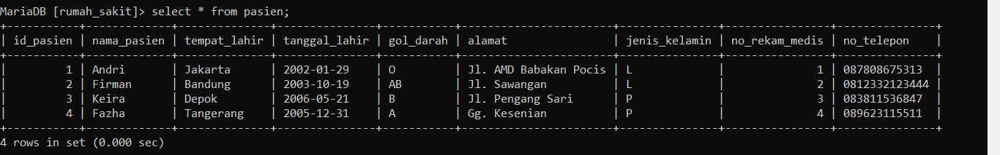 MariaDB [rumah_sakit]> select * from pasien;
+-----------+-------------+--------------+---------------+-----------+-----------------------+---------------+----------------+---------------+
| id_pasien | nama_pasien | tempat_lahir | tanggal_lahir | gol_darah | alamat                | jenis_kelamin | no_rekam_medis | no_telepon    |
+-----------+-------------+--------------+---------------+-----------+-----------------------+---------------+----------------+---------------+
|         1 | Andri       | Jakarta      | 2002-01-29    | O         | Jl. AMD Babakan Pocis | L             |              1 | 087808675313  |
|         2 | Firman      | Bandung      | 2003-10-19    | AB        | Jl. Sawangan          | L             |              2 | 0812332123444 |
|         3 | Keira       | Depok        | 2006-05-21    | B         | Jl. Pengang Sari      | P             |              3 | 083811536847  |
|         4 | Fazha       | Tangerang    | 2005-12-31    | A         | Gg. Kesenian          | P             |              4 | 089623115511  |
+-----------+-------------+--------------+---------------+-----------+-----------------------+---------------+----------------+---------------+
4 rows in set (0.000 sec)